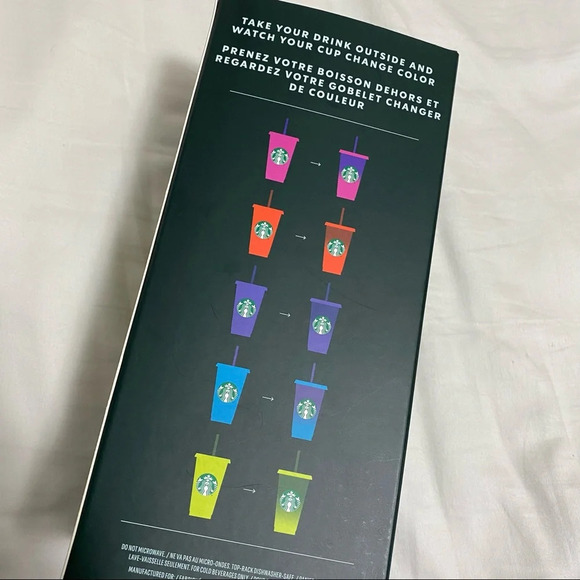 TAKE YOUR DRINK OUTSIDE AND
WATCH YOUR CUP CHANGE COLOR
PRENEZ VOTRE BOISSON DEHORS ET
REGARDEZ VOTRE GOBELET CHANGER
DE COULEUR
DO NOT MICROWAVE. / NE VA PAS AU MICRO-ONDES. TOP-RACK DISHWASHER-SAFE. /
LAVE-VAISSELLE SEULEMENT. FOR COLD BEVERAGES ONLY. /
MANUFACTURED FOR: /